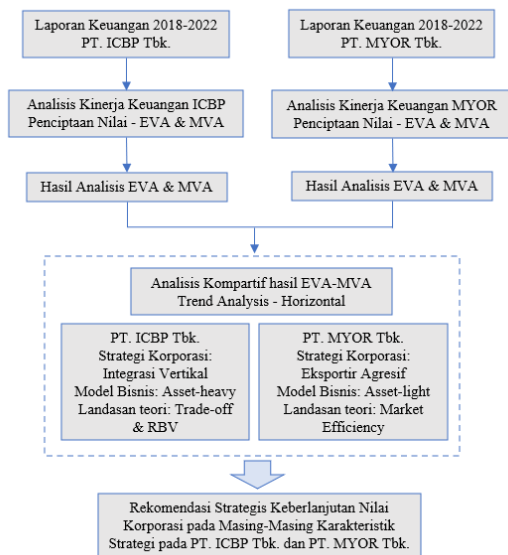 Laporan Keuangan 2018-2022
PT. ICBP Tbk.
Laporan Keuangan 2018-2022
PT. MYOR Tbk.
Analisis Kinerja Keuangan ICBP
Penciptaan Nilai - EVA & MVA
Analisis Kinerja Keuangan MYOR
Penciptaan Nilai - EVA & MVA
Hasil Analisis EVA & MVA
Hasil Analisis EVA & MVA
Analisis Kompartif hasil EVA-MVA
Trend Analysis - Horizontal
PT. ICBP Tbk.
Strategi Korporasi:
Integrasi Vertikal
Model Bisnis: Asset-heavy
Landasan teori: Trade-off
& RBV
PT. MYOR Tbk.
Strategi Korporasi:
Eksportir Agresif
Model Bisnis: Asset-light
Landasan teori: Market
Efficiency
Rekomendasi Strategis Keberlanjutan Nilai
Korporasi pada Masing-Masing Karakteristik
Strategi pada PT. ICBP Tbk. dan PT. MYOR Tbk.